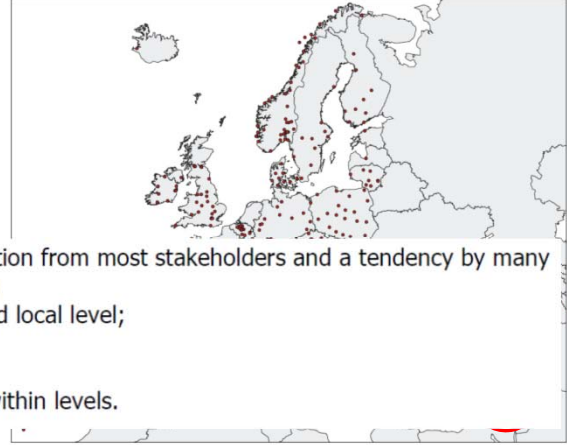 tion from most stakeholders and a tendency by many
d local level;
ithin levels.